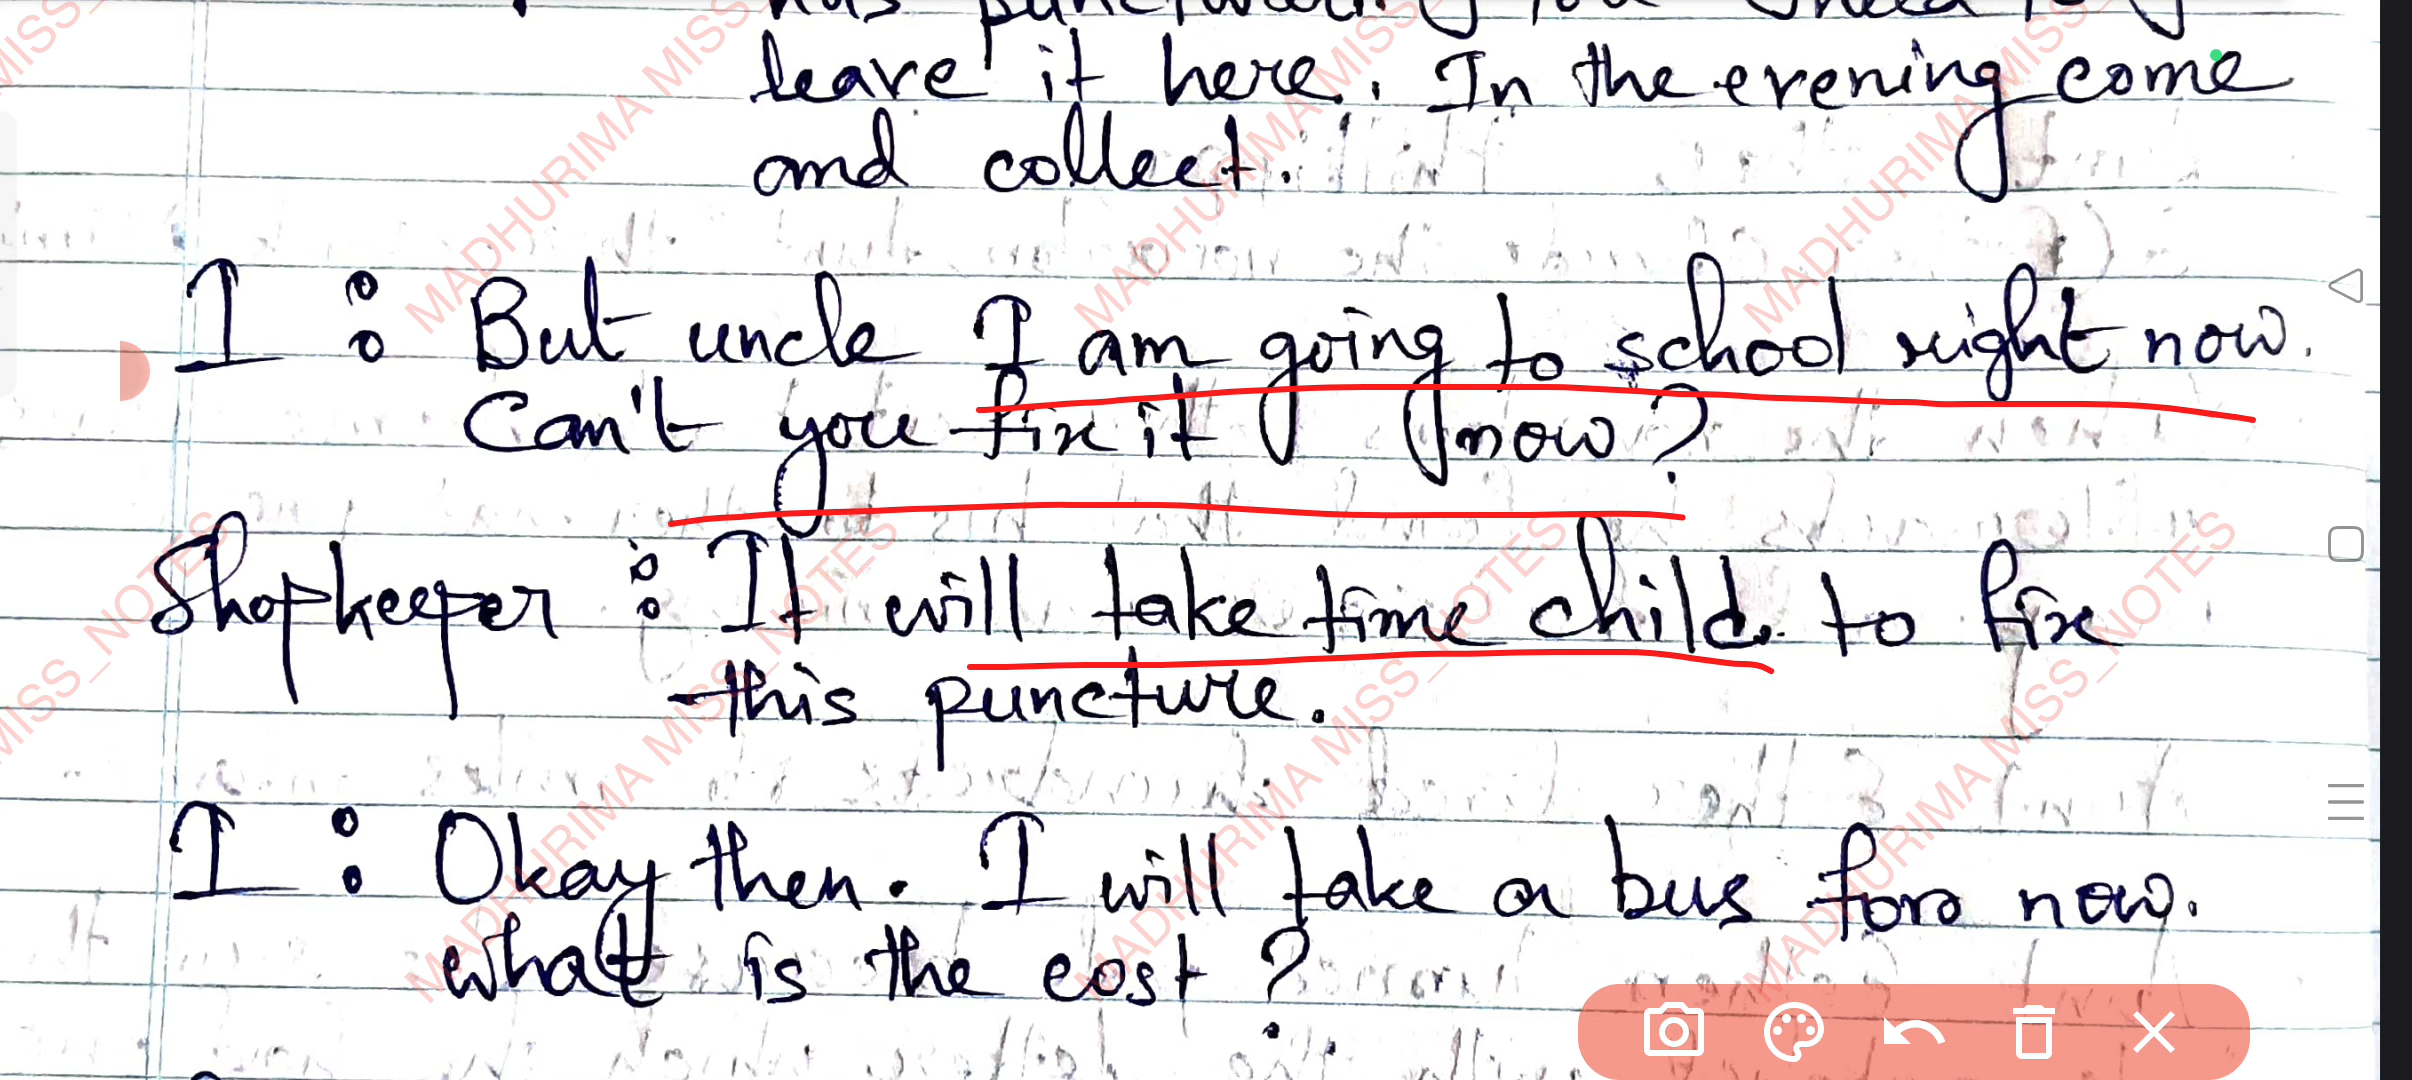 leave it here. In the evening come
and collect.
I : But uncle I am going to school right now.
Can't you fix it now?
Shopkeeper : It will take time child. to fix
this puncture.
I : Okay then. I will take a bus for now.
what is the cost?
MADHURIMA MISS_NOTES